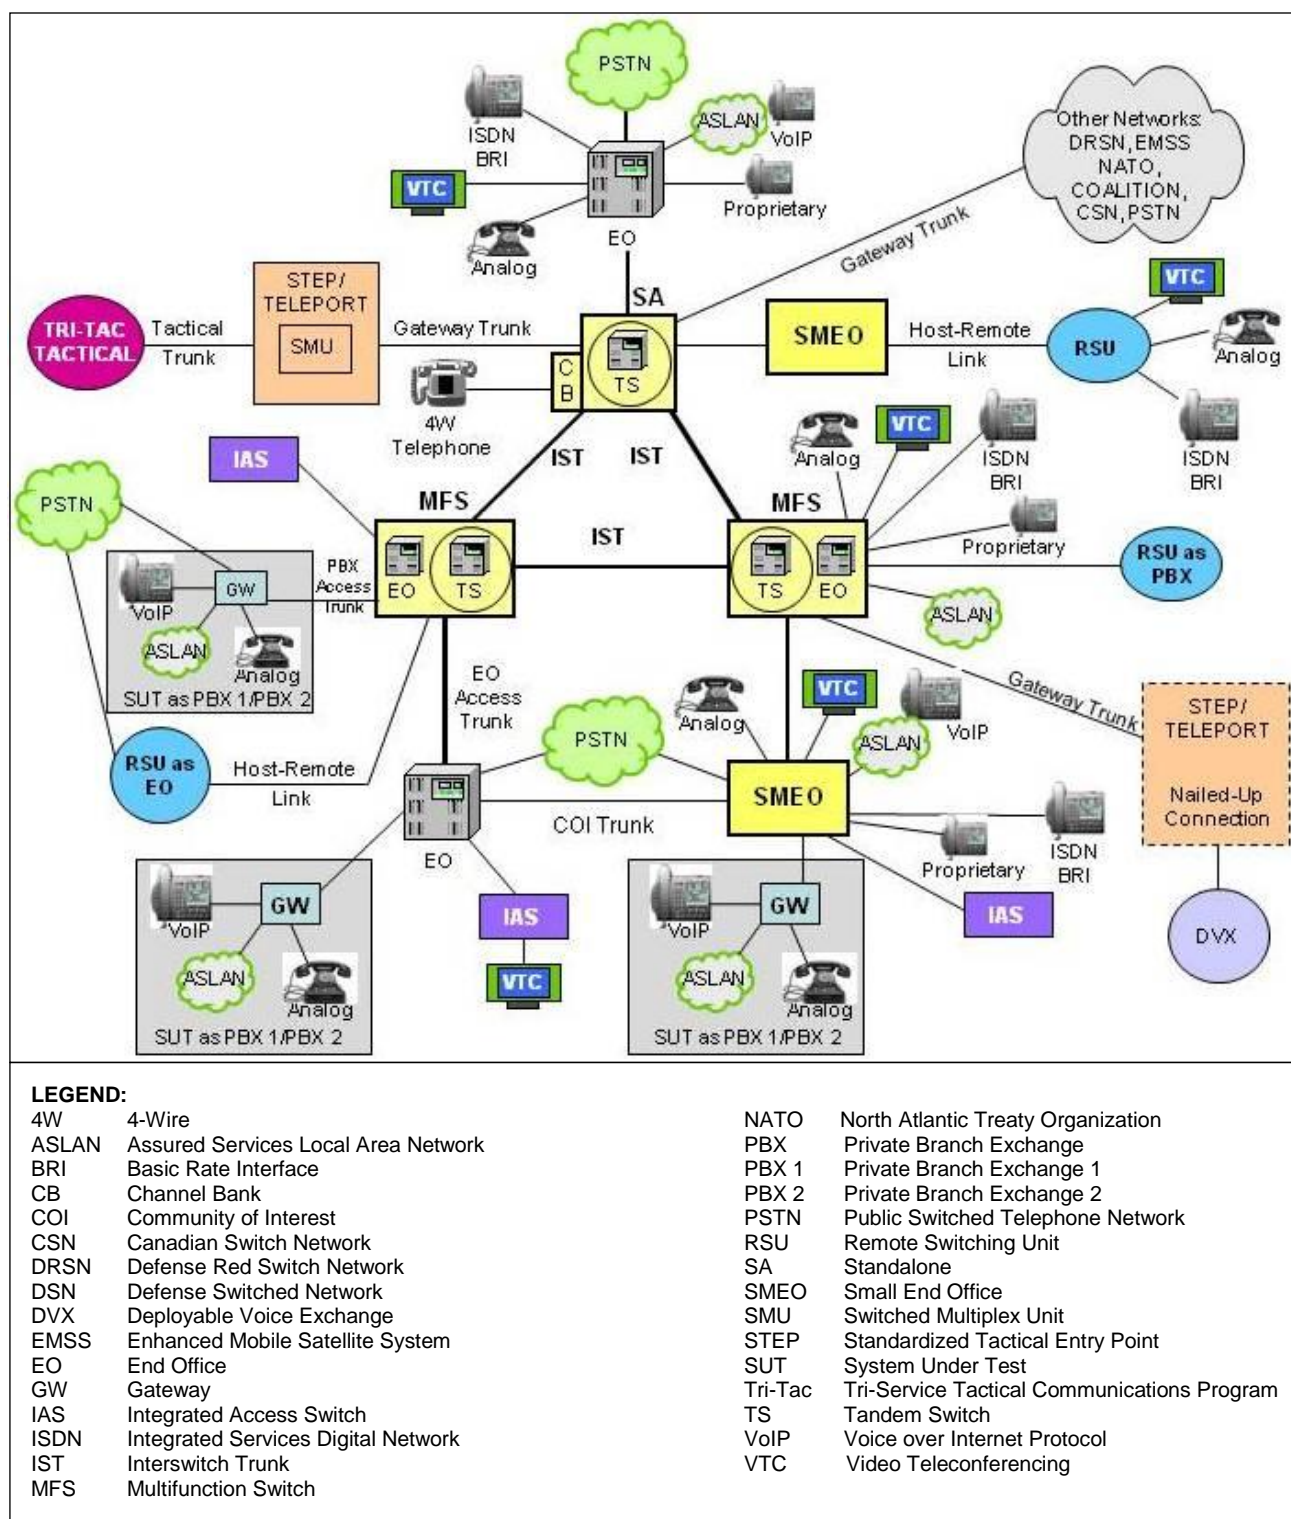 PSTN
ISDN
BRI
ASLAN
VoIP
VTC
Proprietary
Analog
EO
Other Networks:
DRSN, EMSS
NATO,
COALITION,
CSN, PSTN
Gateway Trunk
SA
STEP/
TELEPORT
SMU
TRI-TAC
TACTICAL
Tactical
Trunk
Gateway Trunk
C
B
TS
4W
Telephone
SMEO
Host-Remote
Link
RSU
VTC
Analog
ISDN
BRI
IST
IST
IAS
MFS
EO
TS
IST
MFS
TS
EO
Analog
VTC
ISDN
BRI
Proprietary
RSU as
PBX
ASLAN
PSTN
PBX
Access
Trunk
GW
VoIP
ASLAN
Analog
SUT as PBX 1/PBX 2
EO
Access
Trunk
RSU as
EO
Host-Remote
Link
PSTN
EO
COI Trunk
Analog
VTC
VoIP
ASLAN
SMEO
Gateway Trunk
STEP/
TELEPORT
Nailed-Up
Connection
DVX
Proprietary
ISDN
BRI
IAS
VoIP
GW
ASLAN
Analog
SUT as PBX 1/PBX 2
IAS
VTC
VoIP
GW
ASLAN
Analog
SUT as PBX 1/PBX 2
LEGEND:
4W 4-Wire
ASLAN Assured Services Local Area Network
BRI Basic Rate Interface
CB Channel Bank
COI Community of Interest
CSN Canadian Switch Network
DRSN Defense Red Switch Network
DSN Defense Switched Network
DVX Deployable Voice Exchange
EMSS Enhanced Mobile Satellite System
EO End Office
GW Gateway
IAS Integrated Access Switch
ISDN Integrated Services Digital Network
IST Interswitch Trunk
MFS Multifunction Switch
NATO North Atlantic Treaty Organization
PBX Private Branch Exchange
PBX 1 Private Branch Exchange 1
PBX 2 Private Branch Exchange 2
PSTN Public Switched Telephone Network
RSU Remote Switching Unit
SA Standalone
SMEO Small End Office
SMU Switched Multiplex Unit
STEP Standardized Tactical Entry Point
SUT System Under Test
Tri-Tac Tri-Service Tactical Communications Program
TS Tandem Switch
VoIP Voice over Internet Protocol
VTC Video Teleconferencing